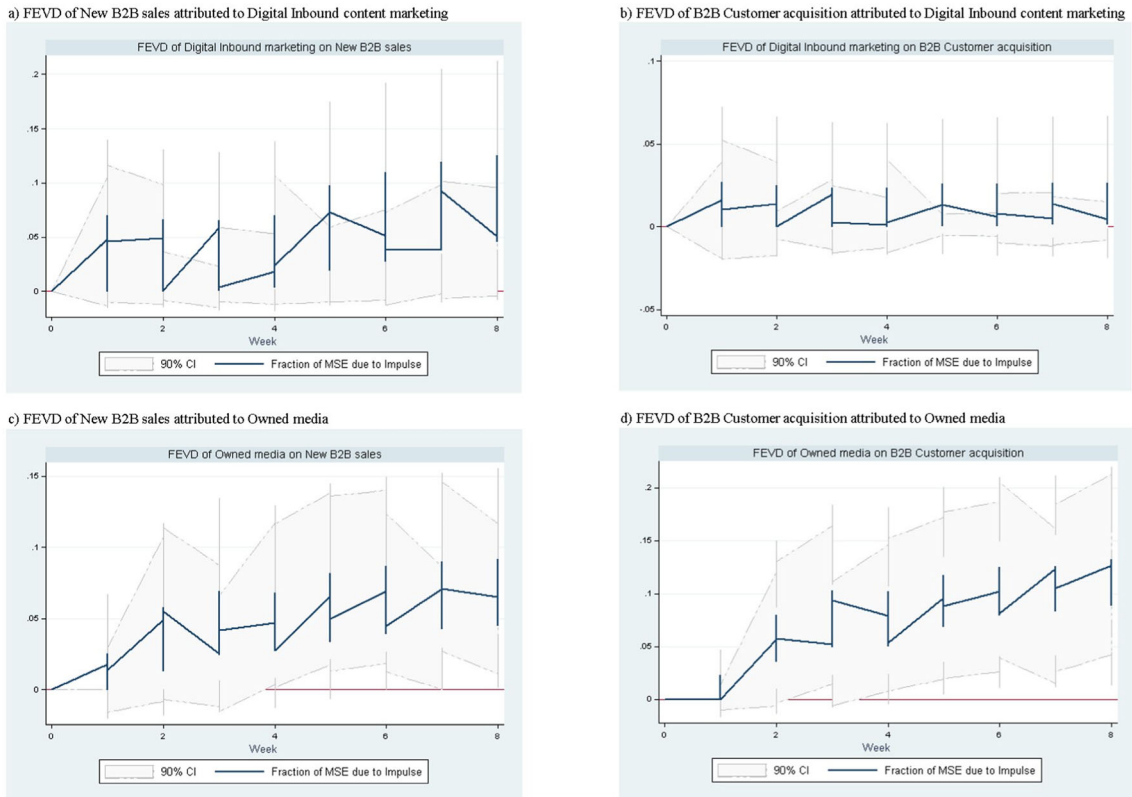 a) FEVD of New B2B sales attributed to Digital Inbound content marketing
FEVD of Digital Inbound marketing on New B2B sales
.2
.15
.1
.05
0
0 2 4 6 8
Week
90% CI Fraction of MSE due to Impulse
b) FEVD of B2B Customer acquisition attributed to Digital Inbound content marketing
FEVD of Digital Inbound marketing on B2B Customer acquisition
.1
.05
0
-.05
0 2 4 6 8
Week
90% CI Fraction of MSE due to Impulse
c) FEVD of New B2B sales attributed to Owned media
FEVD of Owned media on New B2B sales
.15
.1
.05
0
0 2 4 6 8
Week
90% CI Fraction of MSE due to Impulse
d) FEVD of B2B Customer acquisition attributed to Owned media
FEVD of Owned media on B2B Customer acquisition
.2
.15
.1
.05
0
0 2 4 6 8
Week
90% CI Fraction of MSE due to Impulse